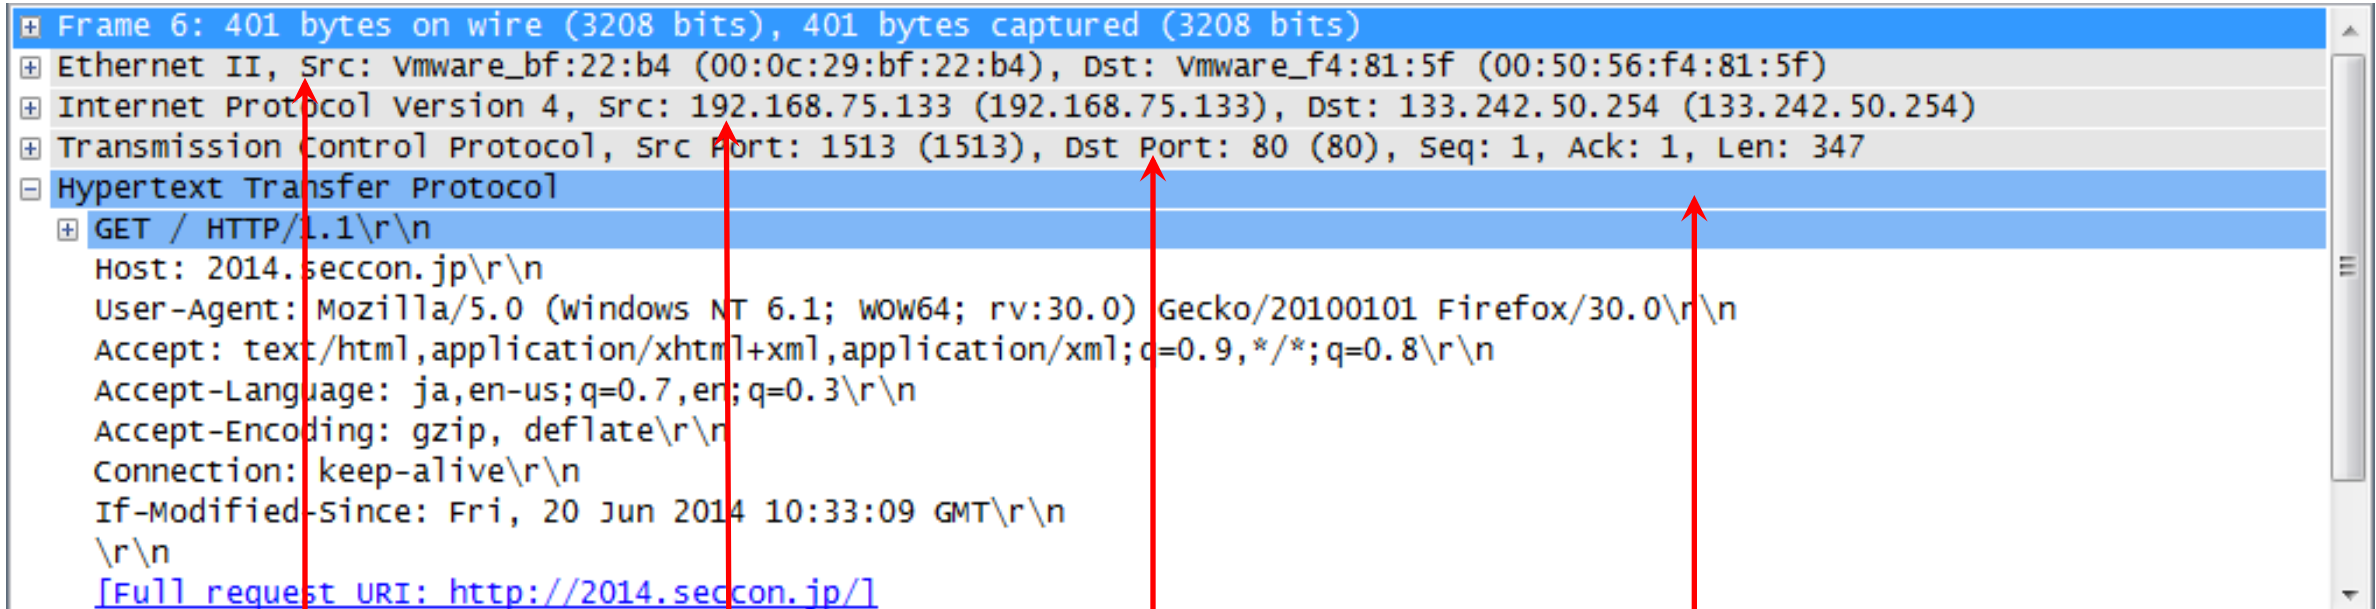 Frame 6: 401 bytes on wire (3208 bits), 401 bytes captured (3208 bits)
Ethernet II, Src: Vmware_bf:22:b4 (00:0c:29:bf:22:b4), Dst: Vmware_f4:81:5f (00:50:56:f4:81:5f)
Internet Protocol Version 4, Src: 192.168.75.133 (192.168.75.133), Dst: 133.242.50.254 (133.242.50.254)
Transmission Control Protocol, Src Port: 1513 (1513), Dst Port: 80 (80), Seq: 1, Ack: 1, Len: 347
Hypertext Transfer Protocol
GET / HTTP/1.1\r\n
Host: 2014.seccon.jp\r\n
User-Agent: Mozilla/5.0 (Windows NT 6.1; WOW64; rv:30.0) Gecko/20100101 Firefox/30.0\r\n
Accept: text/html,application/xhtml+xml,application/xml;q=0.9,*/*;q=0.8\r\n
Accept-Language: ja,en-us;q=0.7,en;q=0.3\r\n
Accept-Encoding: gzip, deflate\r\n
Connection: keep-alive\r\n
If-Modified-Since: Fri, 20 Jun 2014 10:33:09 GMT\r\n
\r\n
[Full request URI: http://2014.seccon.jp/]